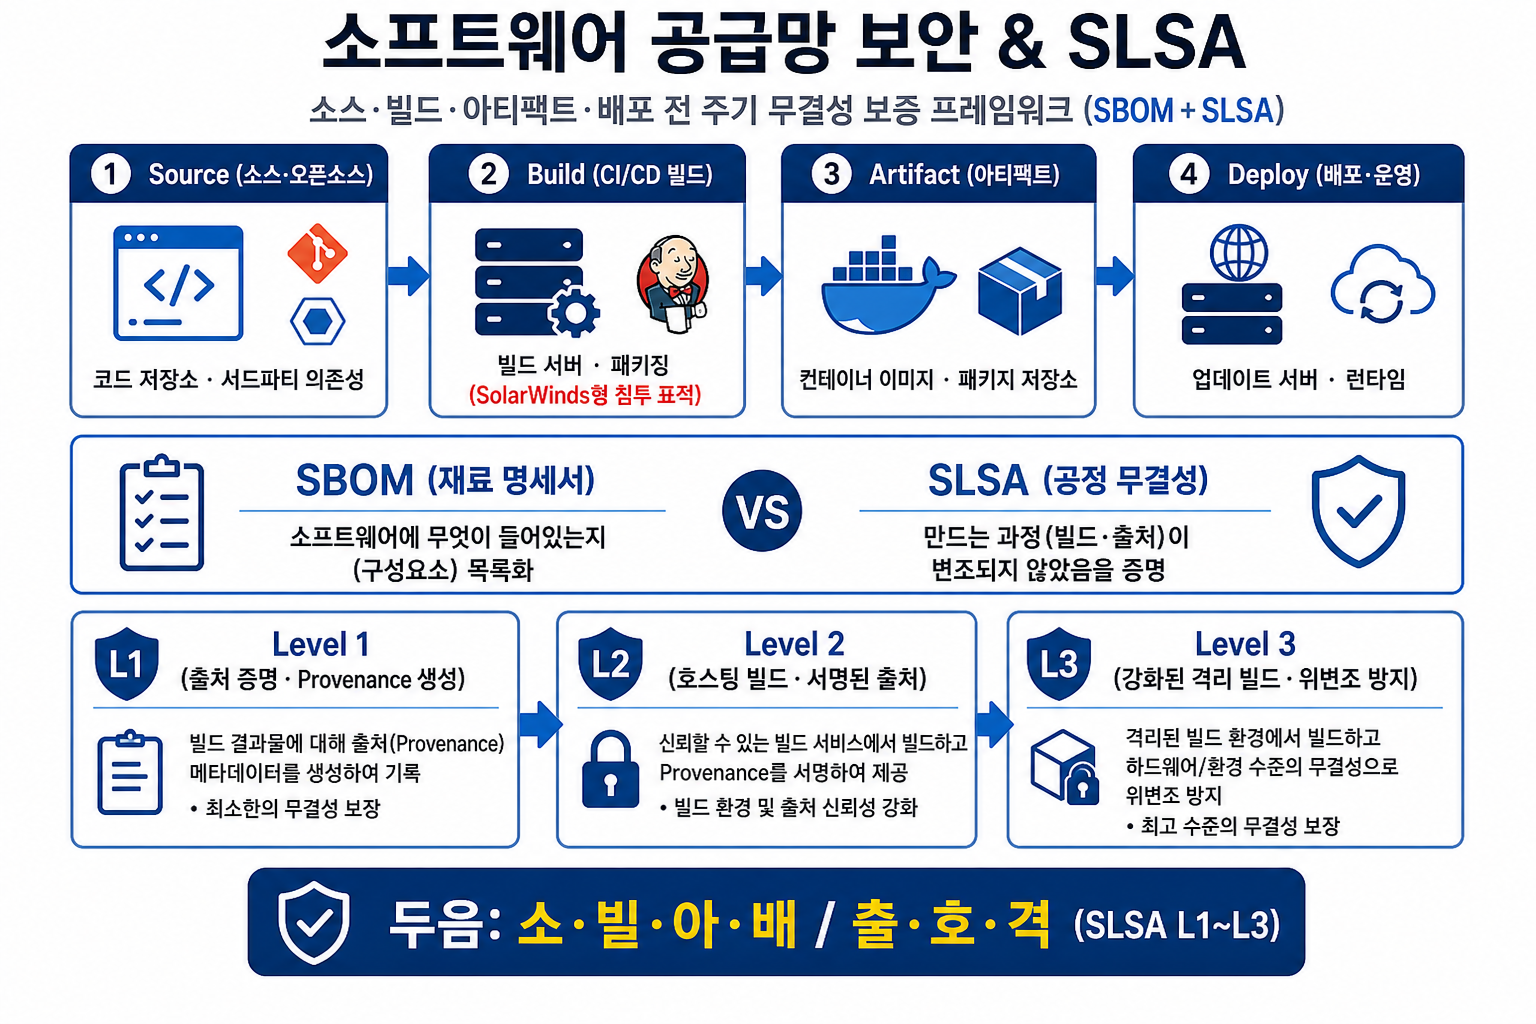 소프트웨어 공급망 보안 & SLSA
소스·빌드·아티팩트·배포 전 주기 무결성 보증 프레임워크 (SBOM + SLSA)
1 Source (소스·오픈소스)
코드 저장소 · 서드파티 의존성
2 Build (CI/CD 빌드)
빌드 서버 · 패키징
(SolarWinds형 침투 표적)
3 Artifact (아티팩트)
컨테이너 이미지 · 패키지 저장소
4 Deploy (배포·운영)
업데이트 서버 · 런타임
SBOM (재료 명세서)
소프트웨어에 무엇이 들어있는지
(구성요소) 목록화
VS
SLSA (공정 무결성)
만드는 과정(빌드·출처)이
변조되지 않았음을 증명
L1 Level 1
(출처 증명 · Provenance 생성)
빌드 결과물에 대해 출처(Provenance)
메타데이터를 생성하여 기록
• 최소한의 무결성 보장
L2 Level 2
(호스팅 빌드 · 서명된 출처)
신뢰할 수 있는 빌드 서비스에서 빌드하고
Provenance를 서명하여 제공
• 빌드 환경 및 출처 신뢰성 강화
L3 Level 3
(강화된 격리 빌드 · 위변조 방지)
격리된 빌드 환경에서 빌드하고
하드웨어/환경 수준의 무결성으로
위변조 방지
• 최고 수준의 무결성 보장
두음: 소·빌·아·배 / 출·호·격 (SLSA L1~L3)